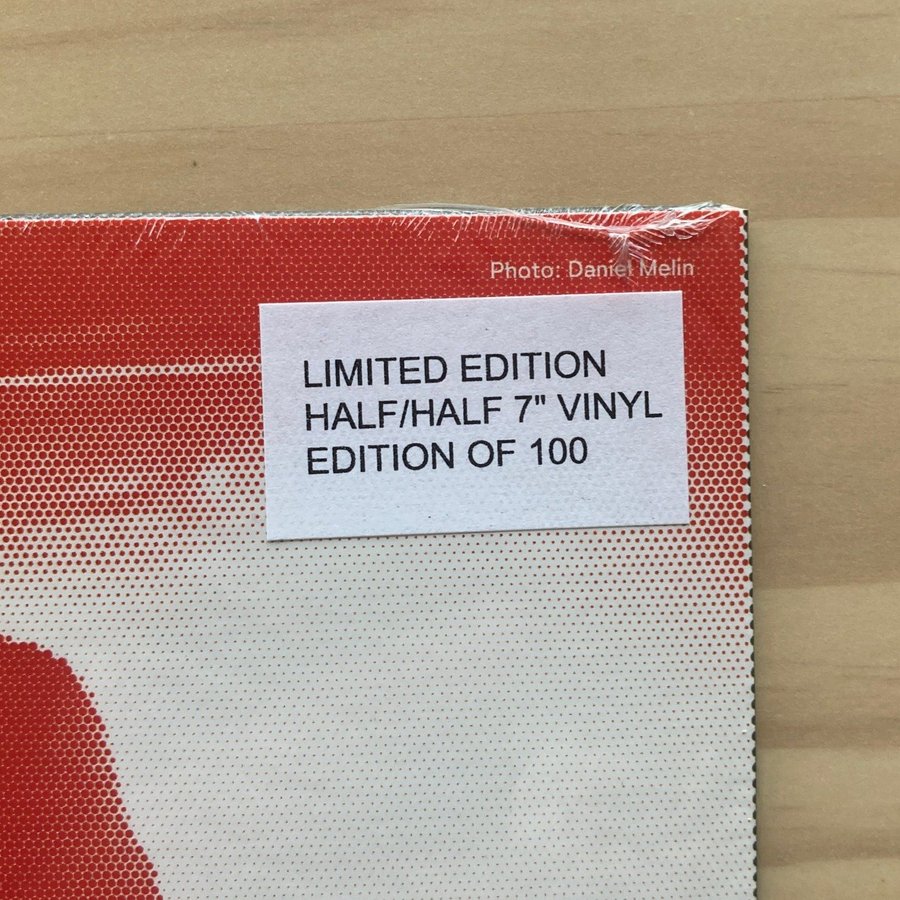 Photo: Daniel Melin
LIMITED EDITION
HALF/HALF 7" VINYL
EDITION OF 100